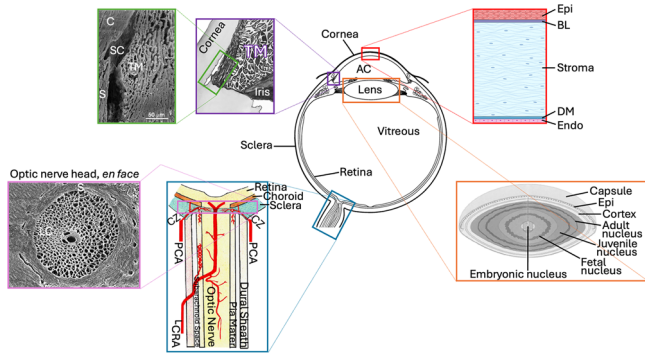 C
SC
TM
S
50 µm
Cornea
TM
Iris
Cornea
AC
Lens
Vitreous
Sclera
Retina
Epi
BL
Stroma
DM
Endo
Optic nerve head, en face
S
LC
Retina
Choroid
Sclera
CZ
CZ
PCA
PCA
LCRA
Subarachnoid Space
Optic Nerve
Pia Mater
Dural Sheath
Capsule
Epi
Cortex
Adult
nucleus
Juvenile
nucleus
Fetal
nucleus
Embryonic nucleus